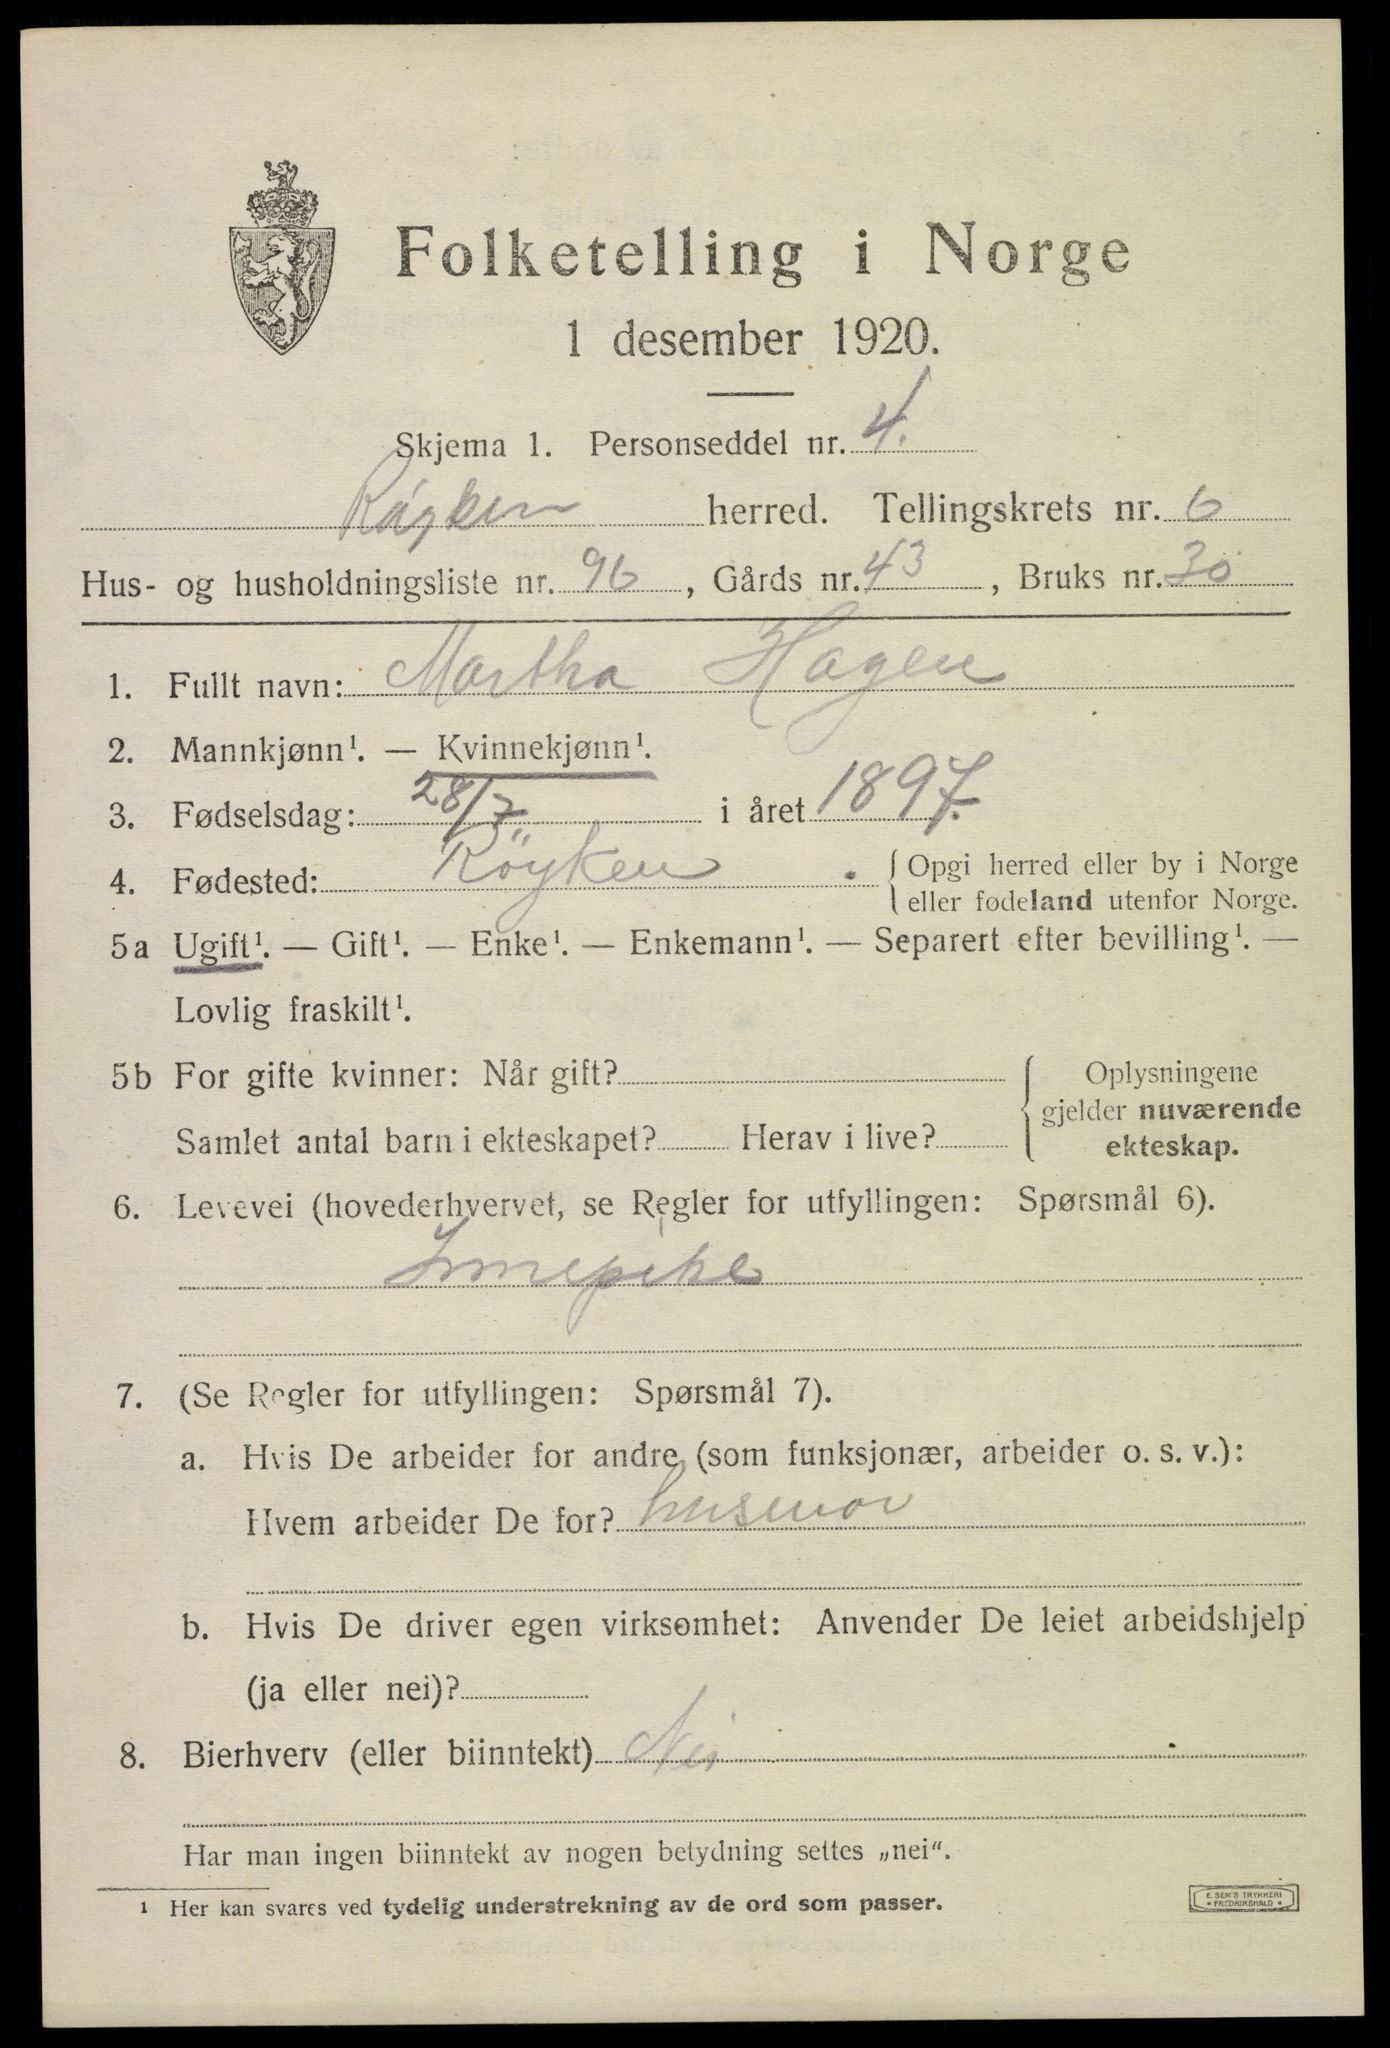 Folketelling i Norge
1 desember 1920.
Skjema 1. Personseddel nr. 4.
Røyken herred. Tellingskrets nr. 6
Hus- og husholdningsliste nr. 96, Gårds nr. 43, Bruks nr. 30
1. Fullt navn: Martha Hagen
2. Mannkjønn¹. — Kvinnekjønn¹.
3. Fødselsdag: 28/7 i året 1897.
4. Fødested: Röyken. { Opgi herred eller by i Norge
eller fødeland utenfor Norge.
5a Ugift¹. — Gift¹. — Enke¹. — Enkemann¹. — Separert efter bevilling¹. —
Lovlig fraskilt¹.
5b For gifte kvinner: Når gift? { Oplysningene
gjelder nuværende
Samlet antal barn i ekteskapet? Herav i live? ekteskap.
6. Levevei (hovederhvervet, se Regler for utfyllingen: Spørsmål 6).
Innepike
7. (Se Regler for utfyllingen: Spørsmål 7).
a. Hvis De arbeider for andre (som funksjonær, arbeider o. s. v.):
Hvem arbeider De for? husmor
b. Hvis De driver egen virksomhet: Anvender De leiet arbeidshjelp
(ja eller nei)?
8. Bierhverv (eller biinntekt) Nei
Har man ingen biinntekt av nogen betydning settes „nei“.
¹ Her kan svares ved tydelig understrekning av de ord som passer.
E. SEM'S TRYKKERI
• FREDRIKSHALD •